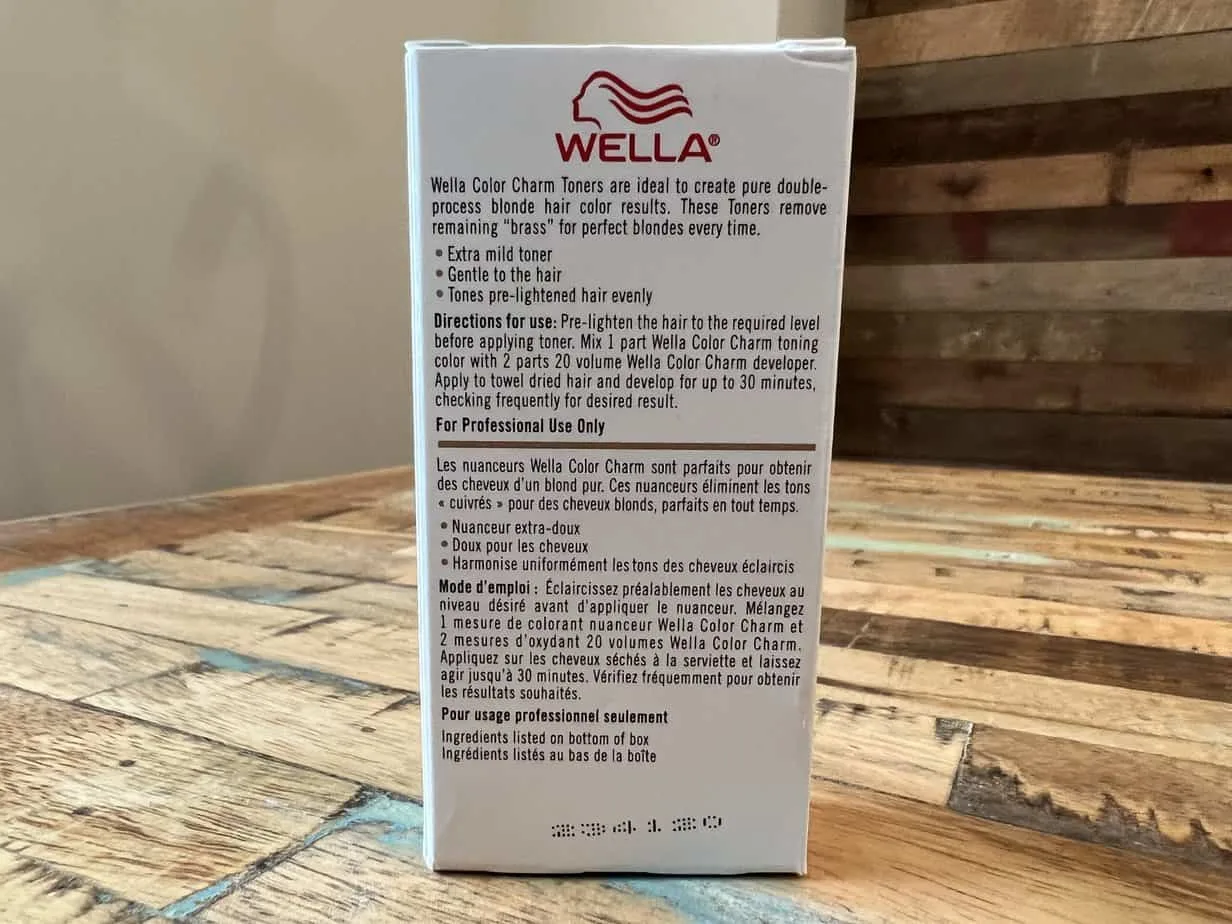 WELLA®
Wella Color Charm Toners are ideal to create pure double-
process blonde hair color results. These Toners remove
remaining "brass" for perfect blondes every time.
• Extra mild toner
• Gentle to the hair
• Tones pre-lightened hair evenly
Directions for use: Pre-lighten the hair to the required level
before applying toner. Mix 1 part Wella Color Charm toning
color with 2 parts 20 volume Wella Color Charm developer.
Apply to towel dried hair and develop for up to 30 minutes,
checking frequently for desired result.
For Professional Use Only
Les nuanceurs Wella Color Charm sont parfaits pour obtenir
des cheveux d'un blond pur. Ces nuanceurs éliminent les tons
« cuivrés » pour des cheveux blonds, parfaits en tout temps.
• Nuanceur extra-doux
• Doux pour les cheveux
• Harmonise uniformément les tons des cheveux éclaircis
Mode d'emploi : Éclaircissez préalablement les cheveux au
niveau désiré avant d'appliquer le nuanceur. Mélangez
1 mesure de colorant nuanceur Wella Color Charm et
2 mesures d'oxydant 20 volumes Wella Color Charm.
Appliquez sur les cheveux séchés à la serviette et laissez
agir jusqu'à 30 minutes. Vérifiez fréquemment pour obtenir
les résultats souhaités.
Pour usage professionnel seulement
Ingredients listed on bottom of box
Ingrédients listés au bas de la boîte